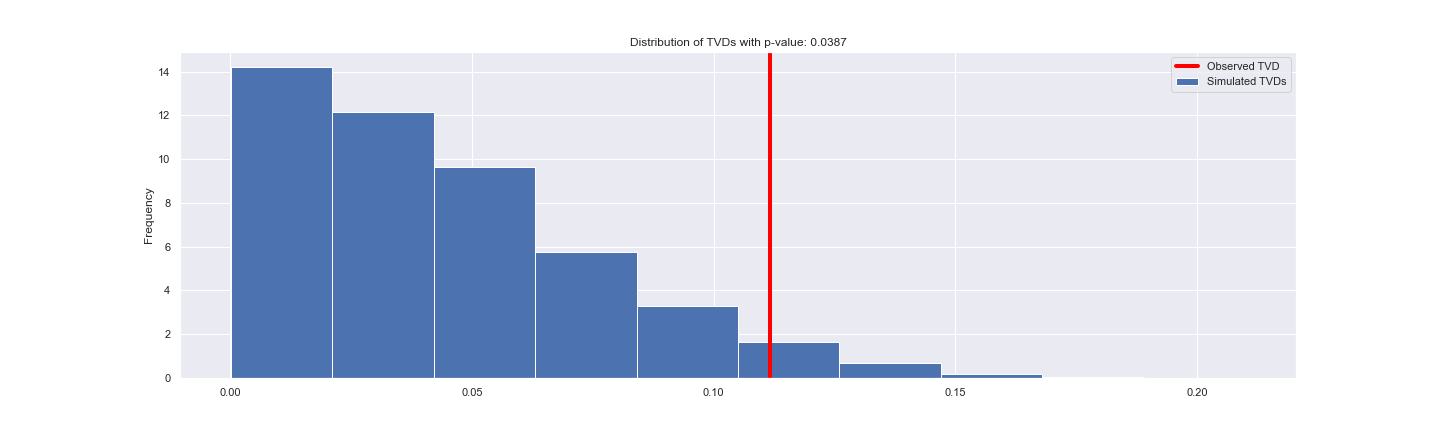 Distribution of TVDs with p-value: 0.0387
Observed TVD
Simulated TVDs
Frequency
14
12
10
8
6
4
2
0
0.00 0.05 0.10 0.15 0.20